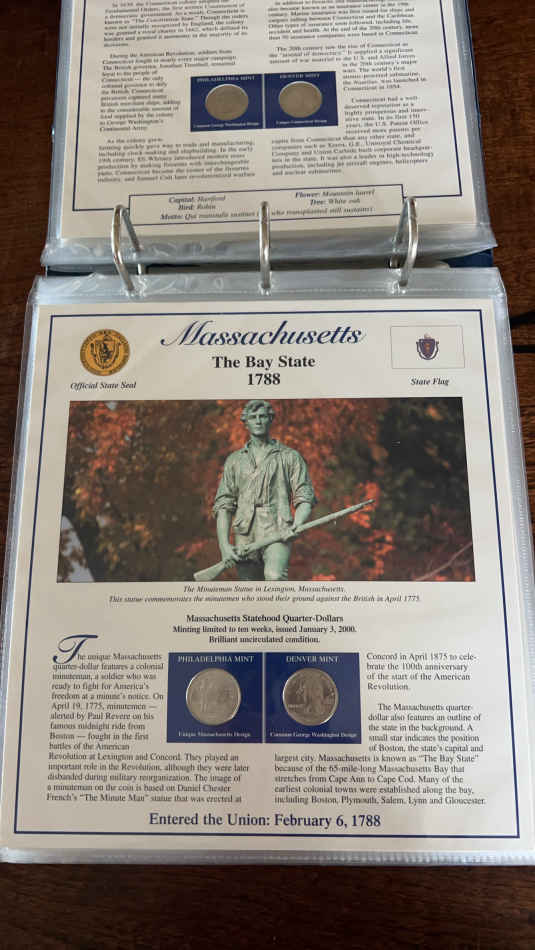 In 1639, the Connecticut colony adopted the
Fundamental Orders, the first written Constitution of
a democratic government. As a result, Connecticut is
known as "The Constitution State." Though the orders
were not initially recognized by England, the colony
was granted a royal charter in 1662, which defined its
borders and granted it autonomy in the majority of its
decisions.
During the American Revolution, soldiers from
Connecticut fought in nearly every major campaign.
The British governor, Jonathan Trumbull, remained
loyal to the people of
Connecticut — the only
colonial governor to defy
the British. Connecticut
privateers captured many
British merchant ships, adding
to the considerable amount of
food supplied by the colony
to George Washington's
Continental Army.
As the colony grew,
farming quickly gave way to trade and manufacturing,
including clock-making and shipbuilding. In the early
19th century, Eli Whitney introduced modern mass
production by making firearms with interchangeable
parts. Connecticut became the center of the firearms
industry, and Samuel Colt later revolutionized warfare
PHILADELPHIA MINT
DENVER MINT
Common George Washington Design
Unique Connecticut Design
also became known as an insurance center in the 19th
century. Marine insurance was first issued for ships and
cargoes sailing between Connecticut and the Caribbean.
Other types of insurance soon followed, including life,
accident and health. At the end of the 20th century, more
than 50 insurance companies were based in Connecticut.
The 20th century saw the rise of Connecticut as
the "arsenal of democracy." It supplied a significant
amount of war materiel to the U.S. and Allied forces
in the 20th century's major
wars. The world's first
atomic-powered submarine,
the Nautilus, was launched in
Connecticut in 1954.
Connecticut had a well-
deserved reputation as a
highly prosperous and inno-
vative state. In its first 150
years, the U.S. Patent Office
received more patents per
capita from Connecticut than any other state, and
companies such as Xerox, G.E., Uniroyal Chemical
Company and Union Carbide built corporate headquar-
ters in the state. It was also a leader in high-technology
production, including jet aircraft engines, helicopters
and nuclear submarines.
Capital: Hartford
Bird: Robin
Flower: Mountain laurel
Tree: White oak
Motto: Qui transtulit sustinet ( who transplanted still sustains)
Massachusetts
The Bay State
1788
Official State Seal
State Flag
The Minuteman Statue in Lexington, Massachusetts.
This statue commemorates the minutemen who stood their ground against the British in April 1775.
Massachusetts Statehood Quarter-Dollars
Minting limited to ten weeks, issued January 3, 2000.
Brilliant uncirculated condition.
The unique Massachusetts
quarter-dollar features a colonial
minuteman, a soldier who was
ready to fight for America's
freedom at a minute's notice. On
April 19, 1775, minutemen —
alerted by Paul Revere on his
famous midnight ride from
Boston — fought in the first
battles of the American
Revolution at Lexington and Concord. They played an
important role in the Revolution, although they were later
disbanded during military reorganization. The image of
a minuteman on the coin is based on Daniel Chester
French's "The Minute Man" statue that was erected at
PHILADELPHIA MINT
DENVER MINT
Unique Massachusetts Design
Common George Washington Design
Concord in April 1875 to cele-
brate the 100th anniversary
of the start of the American
Revolution.
The Massachusetts quarter-
dollar also features an outline of
the state in the background. A
small star indicates the position
of Boston, the state's capital and
largest city. Massachusetts is known as "The Bay State"
because of the 65-mile-long Massachusetts Bay that
stretches from Cape Ann to Cape Cod. Many of the
earliest colonial towns were established along the bay,
including Boston, Plymouth, Salem, Lynn and Gloucester.
Entered the Union: February 6, 1788